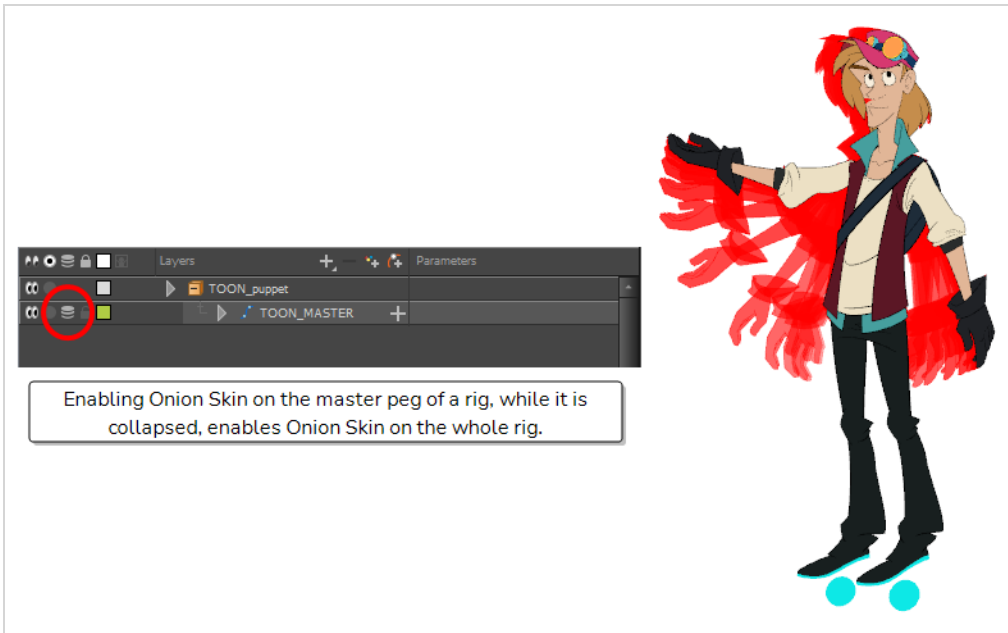 Layers
Parameters
TOON_puppet
TOON_MASTER
Enabling Onion Skin on the master peg of a rig, while it is
collapsed, enables Onion Skin on the whole rig.